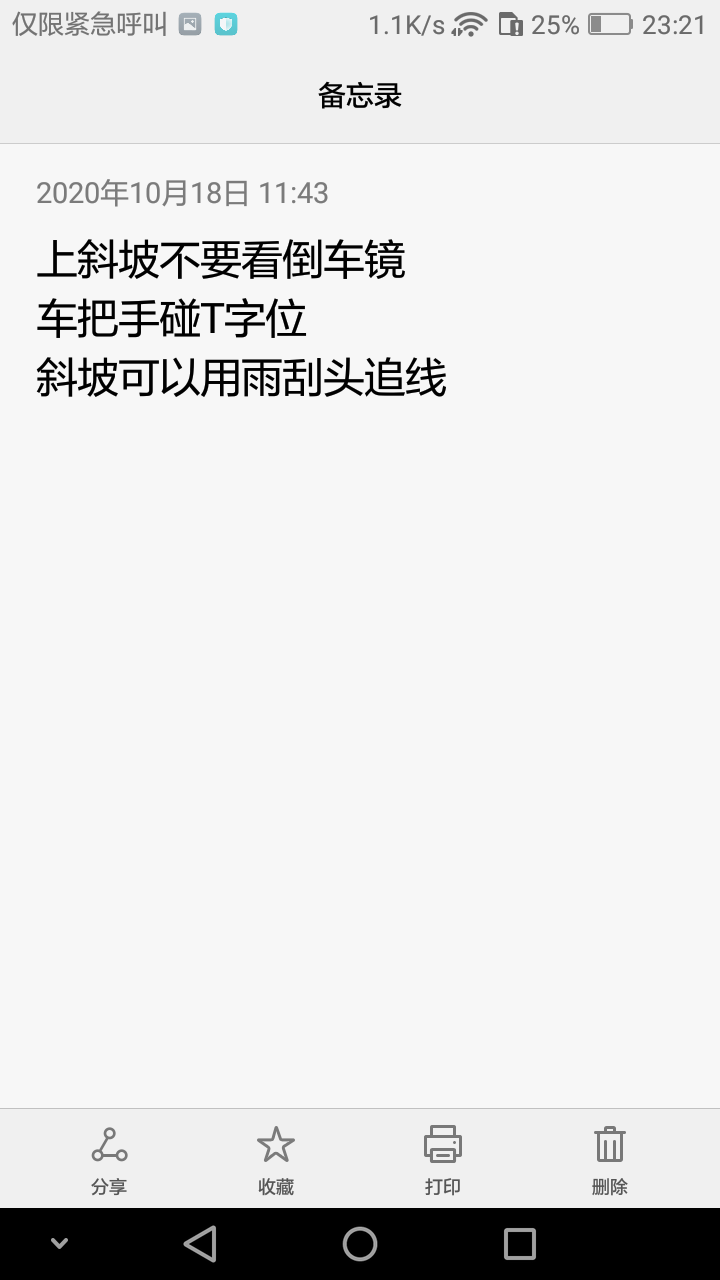 仅限紧急呼叫 1.1K/s 25% 23:21
备忘录
2020年10月18日 11:43
上斜坡不要看倒车镜
车把手碰T字位
斜坡可以用雨刮头追线
分享 收藏 打印 删除